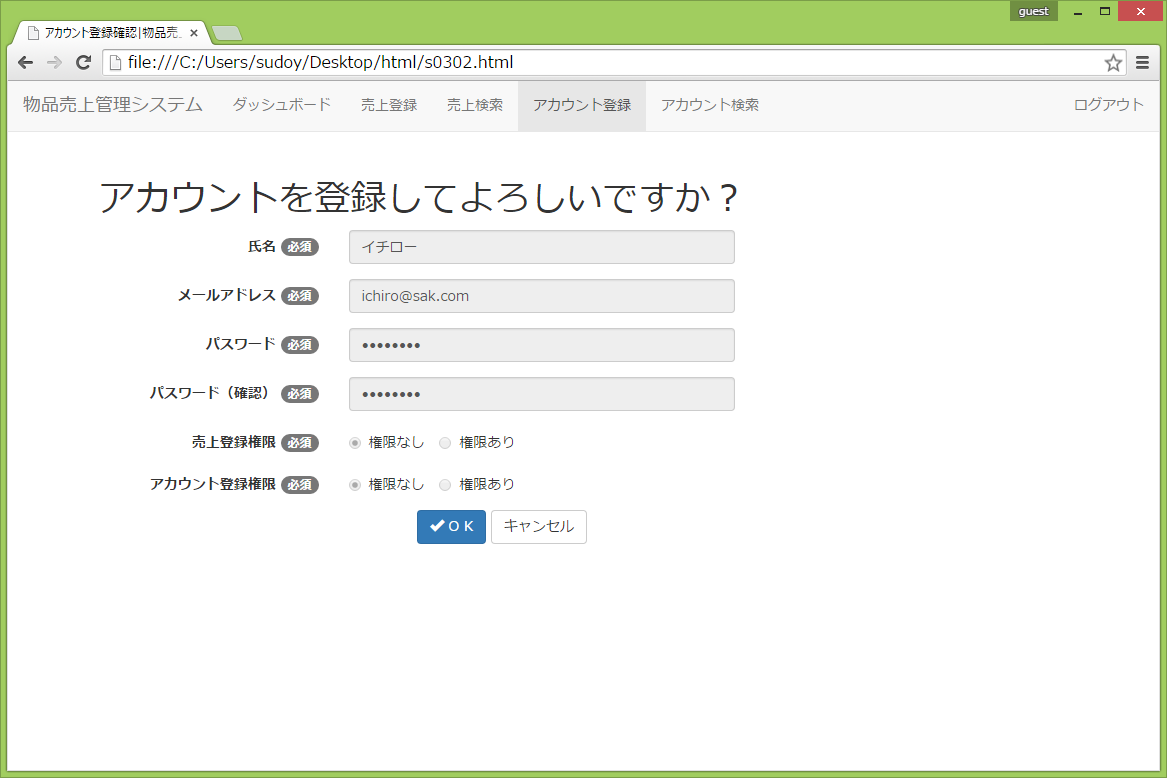 guest
アカウント登録確認|物品売
file:///C:/Users/sudoy/Desktop/html/s0302.html
物品売上管理システム ダッシュボード 売上登録 売上検索 アカウント登録 アカウント検索 ログアウト
アカウントを登録してよろしいですか？
氏名 必須 イチロー
メールアドレス 必須 ichiro@sak.com
パスワード 必須 ••••••••
パスワード（確認） 必須 ••••••••
売上登録権限 必須 権限なし 権限あり
アカウント登録権限 必須 権限なし 権限あり
ＯＫ キャンセル